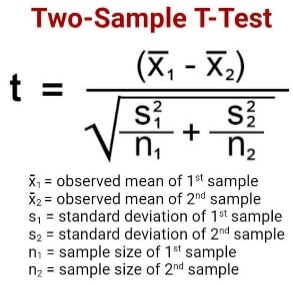 Two-Sample T-Test
t = (x̅₁ - x̅₂) / √(s₁²/n₁ + s₂²/n₂)
x̄₁ = observed mean of 1st sample
x̄₂ = observed mean of 2nd sample
s₁ = standard deviation of 1st sample
s₂ = standard deviation of 2nd sample
n₁ = sample size of 1st sample
n₂ = sample size of 2nd sample